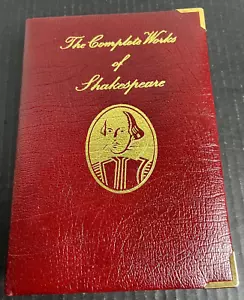 The Complete Works
of
Shakespeare